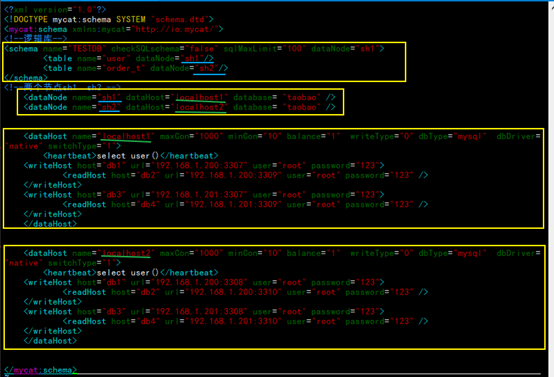 <?xml version="1.0"?>
<!DOCTYPE mycat:schema SYSTEM "schema.dtd">
<mycat:schema xmlns:mycat="http://io.mycat/">
<!--逻辑库-->
<schema name="TESTDB" checkSQLschema="false" sqlMaxLimit="100" dataNode="sh1">
<table name="user" dataNode="sh1"/>
<table name="order_t" dataNode="sh2"/>
</schema>
<!--两个节点sh1, sh2 -->
<dataNode name="sh1" dataHost="localhost1" database= "taobao" />
<dataNode name="sh2" dataHost="localhost2" database= "taobao" />
<dataHost name="localhost1" maxCon="1000" minCon="10" balance="1" writeType="0" dbType="mysql" dbDriver=
"native" switchType="1">
<heartbeat>select user()</heartbeat>
<writeHost host="db1" url="192.168.1.200:3307" user="root" password="123">
<readHost host="db2" url="192.168.1.200:3309" user="root" password="123" />
</writeHost>
<writeHost host="db3" url="192.168.1.201:3307" user="root" password="123">
<readHost host="db4" url="192.168.1.201:3309" user="root" password="123" />
</writeHost>
</dataHost>
<dataHost name="localhost2" maxCon="1000" minCon="10" balance="1" writeType="0" dbType="mysql" dbDriver=
"native" switchType="1">
<heartbeat>select user()</heartbeat>
<writeHost host="db1" url="192.168.1.200:3308" user="root" password="123">
<readHost host="db2" url="192.168.1.200:3310" user="root" password="123" />
</writeHost>
<writeHost host="db3" url="192.168.1.201:3308" user="root" password="123">
<readHost host="db4" url="192.168.1.201:3310" user="root" password="123" />
</writeHost>
</dataHost>
</mycat:schema>